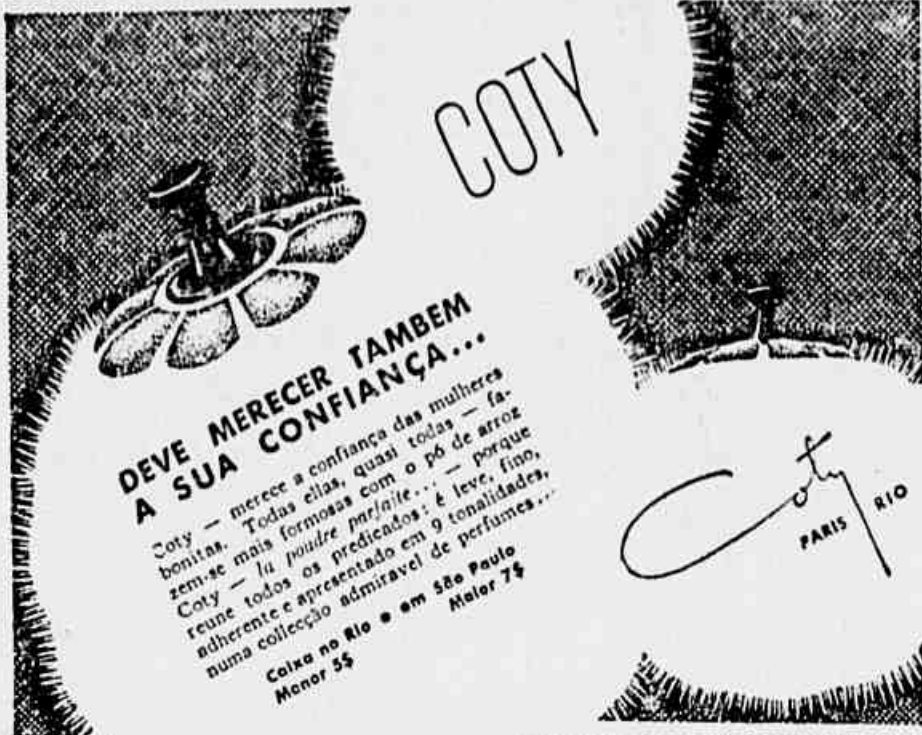 COTY
DEVE MERECER TAMBEM
A SUA CONFIANÇA...
Coty — merece a confiança das mulheres
bonitas. Todas ellas, quasi todas — fa-
zem-se mais formosas com o pó de arroz
Coty — la poudre parfaite... — porque
reune todos os predicados: é leve, fino,
adherente e apresentado em 9 tonalidades,
numa collecção admiravel de perfumes...
Caixa no Rio e em São Paulo
Menor 5$ Maior 7$
Coty
PARIS RIO